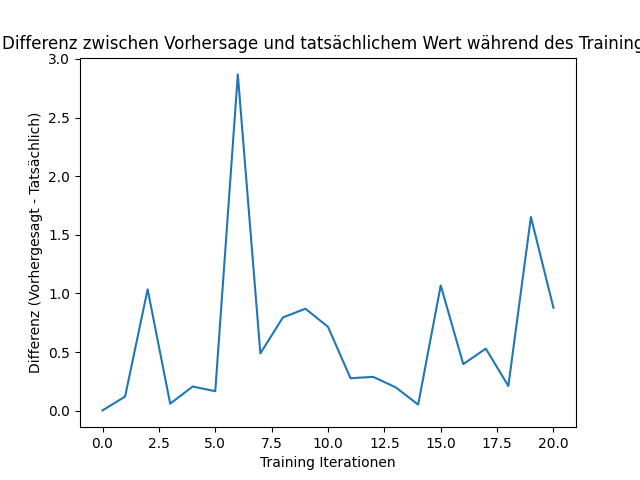 Differenz zwischen Vorhersage und tatsächlichem Wert während des Training
3.0
2.5
2.0
1.5
1.0
0.5
0.0
Differenz (Vorhergesagt - Tatsächlich)
0.0 2.5 5.0 7.5 10.0 12.5 15.0 17.5 20.0
Training Iterationen